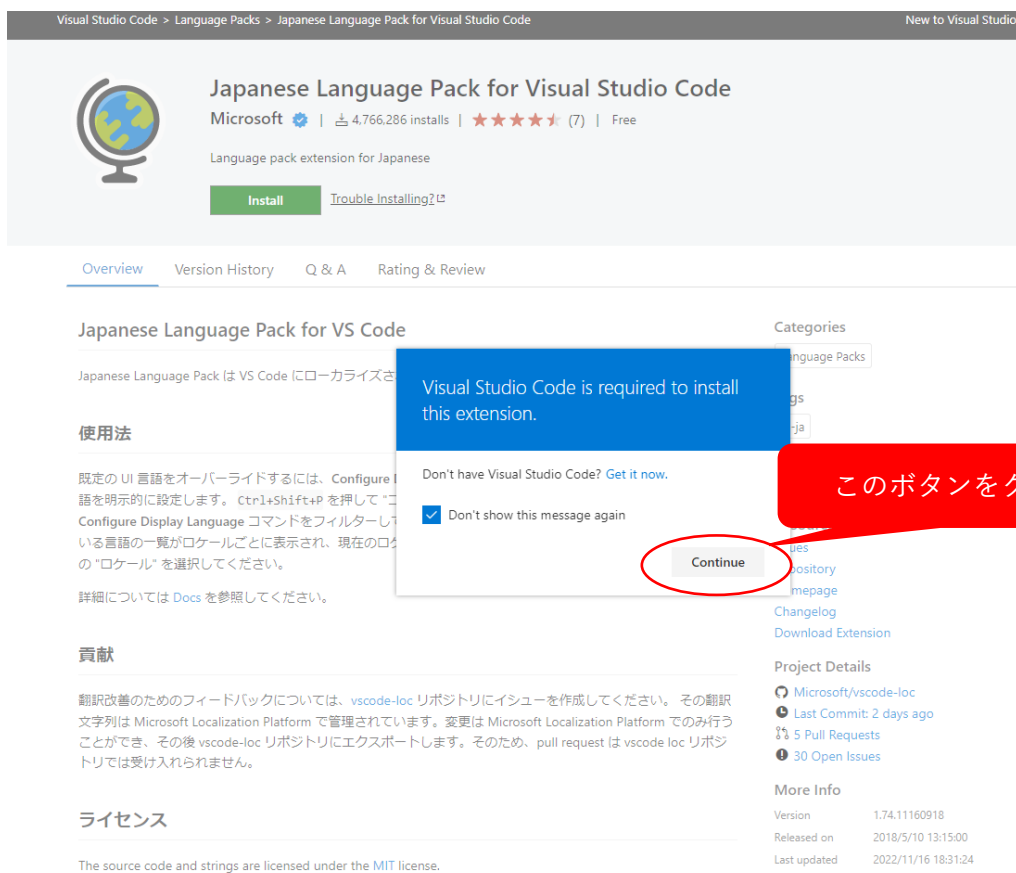 Visual Studio Code > Language Packs > Japanese Language Pack for Visual Studio Code
New to Visual Studio
Japanese Language Pack for Visual Studio Code
Microsoft | 4,766,286 installs | (7) | Free
Language pack extension for Japanese
Install Trouble Installing?
Overview Version History Q & A Rating & Review
Japanese Language Pack for VS Code
Japanese Language Pack は VS Code にローカライズさ
使用法
既定の UI 言語をオーバーライドするには、Configure
語を明示的に設定します。 Ctrl+Shift+P を押して "コ
Configure Display Language コマンドをフィルターして
いる言語の一覧がロケールごとに表示され、現在のロケ
の "ロケール" を選択してください。
詳細については Docs を参照してください。
貢献
翻訳改善のためのフィードバックについては、vscode-loc リポジトリにイシューを作成してください。 その翻訳
文字列は Microsoft Localization Platform で管理されています。変更は Microsoft Localization Platform でのみ行う
ことができ、その後 vscode-loc リポジトリにエクスポートします。そのため、pull request は vscode loc リポジ
トリでは受け入れられません。
ライセンス
The source code and strings are licensed under the MIT license.
Visual Studio Code is required to install
this extension.
Don't have Visual Studio Code? Get it now.
Don't show this message again
Continue
このボタンをク
Categories
anguage Packs
gs
-ja
ues
pository
mepage
Changelog
Download Extension
Project Details
Microsoft/vscode-loc
Last Commit: 2 days ago
5 Pull Requests
30 Open Issues
More Info
Version 1.74.11160918
Released on 2018/5/10 13:15:00
Last updated 2022/11/16 18:31:24